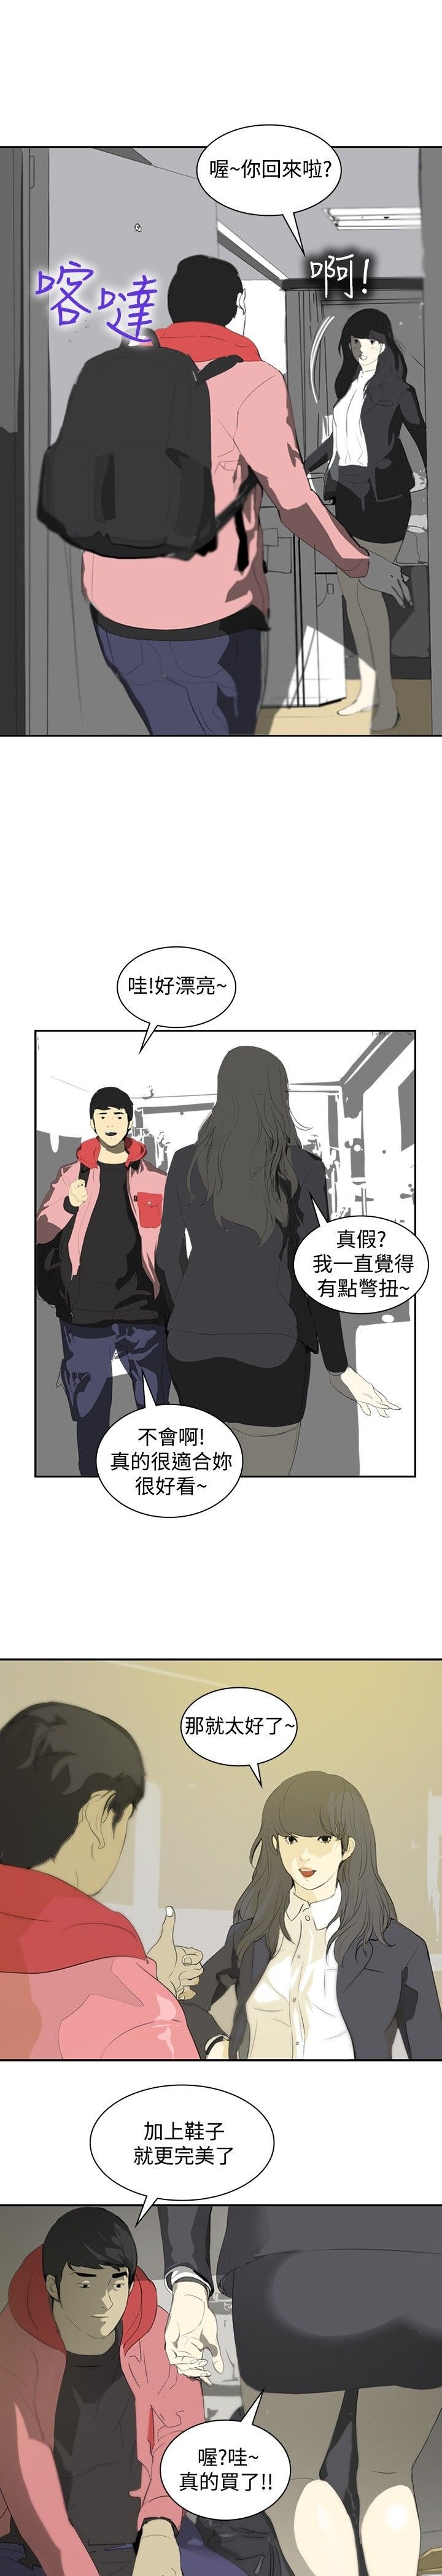 喔~你回來啦?
喀噠
啊!
哇!好漂亮~
真假?
我一直覺得
有點彆扭~
不會啊!
真的很適合妳
很好看~
那就太好了~
加上鞋子
就更完美了
喔?哇~
真的買了!!